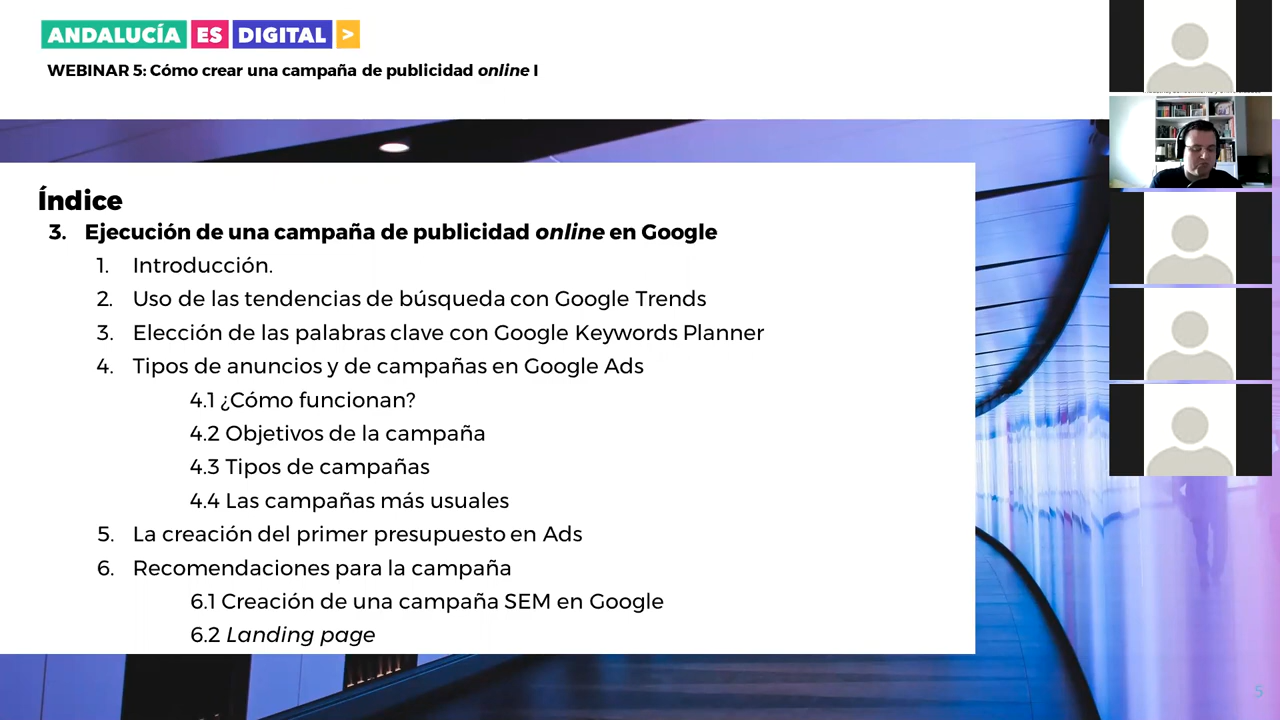 ANDALUCÍA ES DIGITAL >
WEBINAR 5: Cómo crear una campaña de publicidad online I
Índice
3. Ejecución de una campaña de publicidad online en Google
1. Introducción.
2. Uso de las tendencias de búsqueda con Google Trends
3. Elección de las palabras clave con Google Keywords Planner
4. Tipos de anuncios y de campañas en Google Ads
4.1 ¿Cómo funcionan?
4.2 Objetivos de la campaña
4.3 Tipos de campañas
4.4 Las campañas más usuales
5. La creación del primer presupuesto en Ads
6. Recomendaciones para la campaña
6.1 Creación de una campaña SEM en Google
6.2 Landing page
5